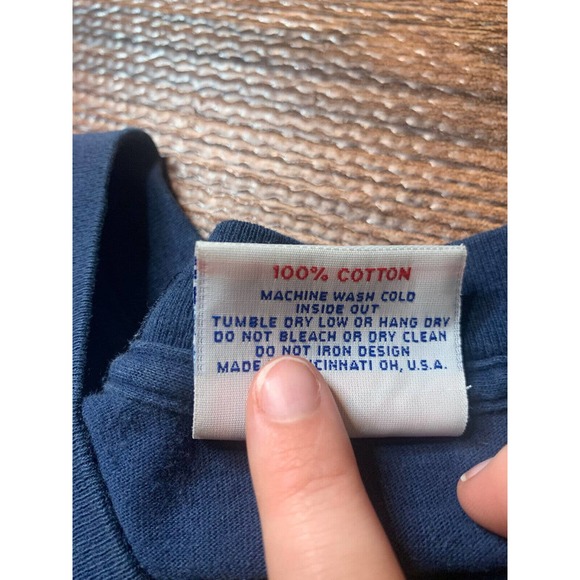 100% COTTON
MACHINE WASH COLD
INSIDE OUT
TUMBLE DRY LOW OR HANG DRY
DO NOT BLEACH OR DRY CLEAN
DO NOT IRON DESIGN
MADE CINCINNATI OH, U.S.A.